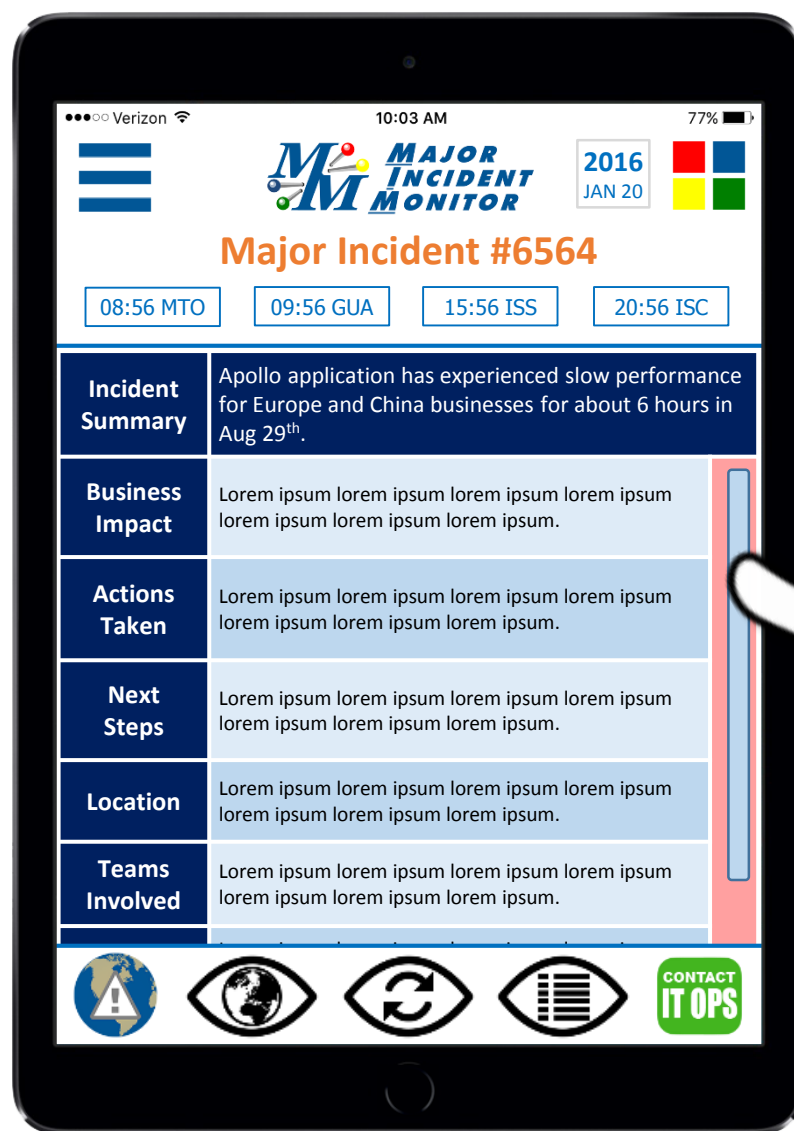 Verizon
10:03 AM
77%
MM
MAJOR
INCIDENT
MONITOR
2016
JAN 20
Major Incident #6564
08:56 MTO
09:56 GUA
15:56 ISS
20:56 ISC
Incident
Summary
Apollo application has experienced slow performance
for Europe and China businesses for about 6 hours in
Aug 29th.
Business
Impact
Lorem ipsum lorem ipsum lorem ipsum lorem ipsum
lorem ipsum lorem ipsum lorem ipsum.
Actions
Taken
Lorem ipsum lorem ipsum lorem ipsum lorem ipsum
lorem ipsum lorem ipsum lorem ipsum.
Next
Steps
Lorem ipsum lorem ipsum lorem ipsum lorem ipsum
lorem ipsum lorem ipsum lorem ipsum.
Location
Lorem ipsum lorem ipsum lorem ipsum lorem ipsum
lorem ipsum lorem ipsum lorem ipsum.
Teams
Involved
Lorem ipsum lorem ipsum lorem ipsum lorem ipsum
lorem ipsum lorem ipsum lorem ipsum.
CONTACT
IT OPS